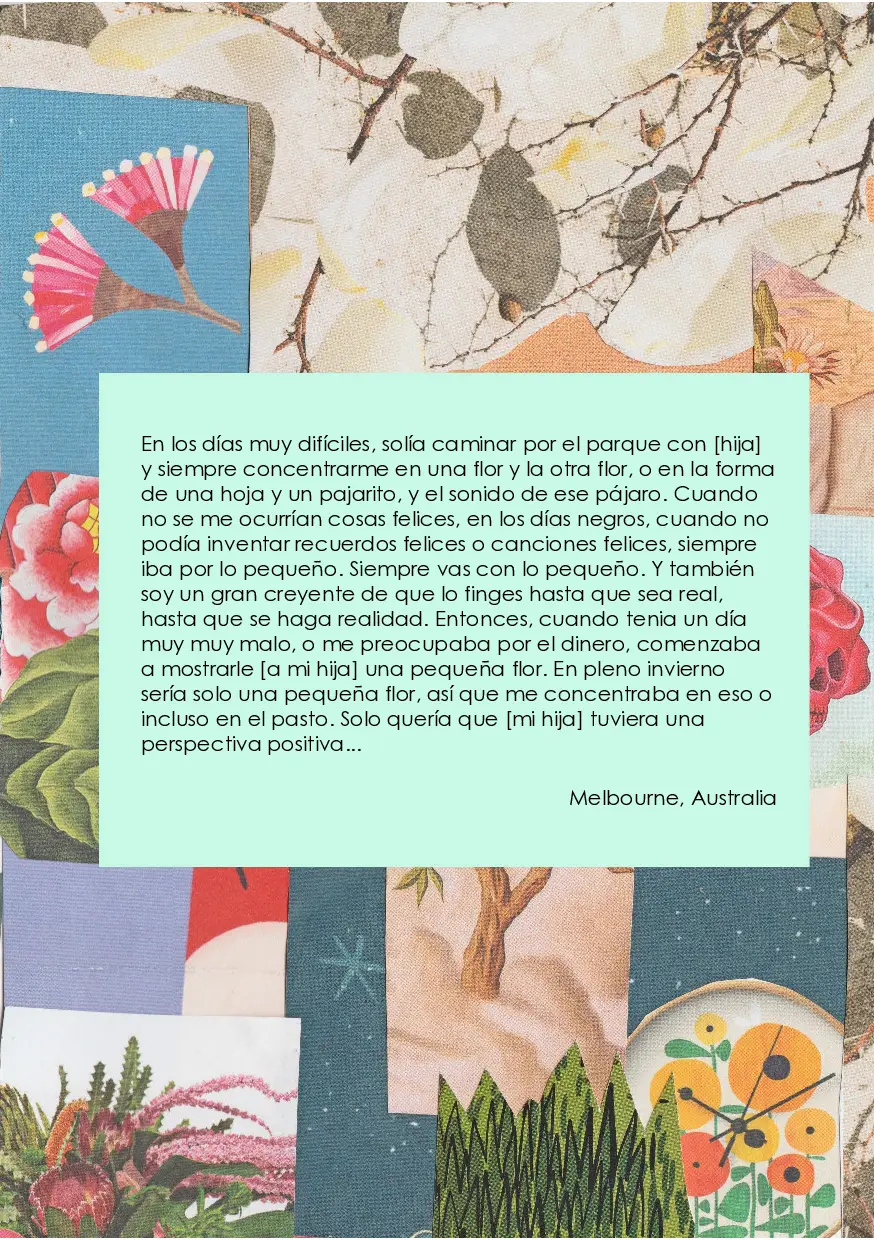 En los días muy difíciles, solía caminar por el parque con [hija]
y siempre concentrarme en una flor y la otra flor, o en la forma
de una hoja y un pajarito, y el sonido de ese pájaro. Cuando
no se me ocurrían cosas felices, en los días negros, cuando no
podía inventar recuerdos felices o canciones felices, siempre
iba por lo pequeño. Siempre vas con lo pequeño. Y también
soy un gran creyente de que lo finges hasta que sea real,
hasta que se haga realidad. Entonces, cuando tenia un día
muy muy malo, o me preocupaba por el dinero, comenzaba
a mostrarle [a mi hija] una pequeña flor. En pleno invierno
sería solo una pequeña flor, así que me concentraba en eso o
incluso en el pasto. Solo quería que [mi hija] tuviera una
perspectiva positiva...
Melbourne, Australia